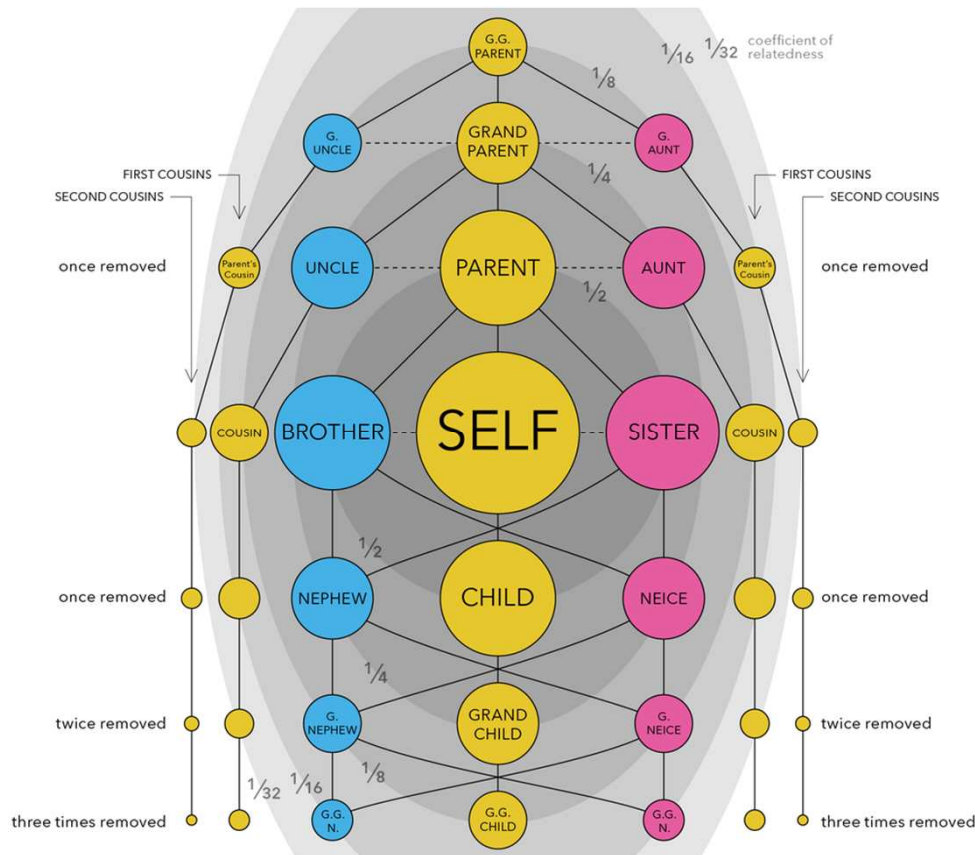 G.G.
PARENT
1/8
1/16
1/32
coefficient of
relatedness
G.
UNCLE
GRAND
PARENT
G.
AUNT
1/4
FIRST COUSINS
SECOND COUSINS
FIRST COUSINS
SECOND COUSINS
once removed
Parent's
Cousin
UNCLE
PARENT
AUNT
Parent's
Cousin
once removed
1/2
COUSIN
BROTHER
SELF
SISTER
COUSIN
1/2
once removed
NEPHEW
CHILD
NEICE
once removed
1/4
twice removed
G.
NEPHEW
GRAND
CHILD
G.
NEICE
twice removed
1/32
1/16
1/8
three times removed
G.G.
N.
G.G.
CHILD
G.G.
N.
three times removed